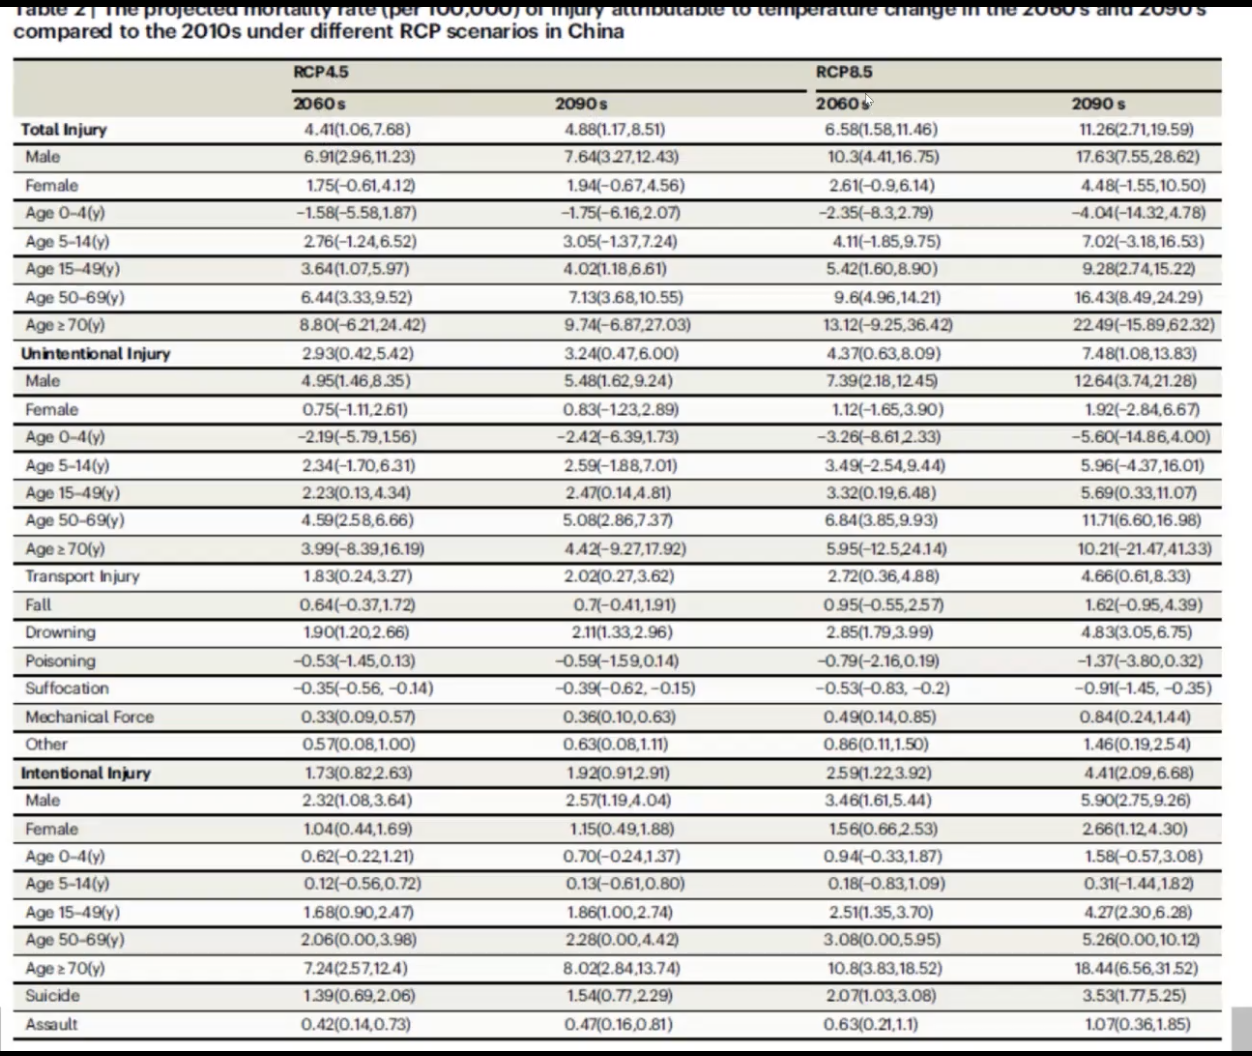 Table 2 | The projected mortality rate (per 100,000) of injury attributable to temperature change in the 2060's and 2090's
compared to the 2010s under different RCP scenarios in China
RCP4.5 RCP8.5
2060s 2090s 2060s 2090s
Total Injury 4.41(1.06,7.68) 4.88(1.17,8.51) 6.58(1.58,11.46) 11.26(2.71,19.59)
Male 6.91(2.96,11.23) 7.64(3.27,12.43) 10.3(4.41,16.75) 17.63(7.55,28.62)
Female 1.75(−0.61,4.12) 1.94(−0.67,4.56) 2.61(−0.9,6.14) 4.48(−1.55,10.50)
Age 0–4(y) −1.58(−5.58,1.87) −1.75(−6.16,2.07) −2.35(−8.3,2.79) −4.04(−14.32,4.78)
Age 5–14(y) 2.76(−1.24,6.52) 3.05(−1.37,7.24) 4.11(−1.85,9.75) 7.02(−3.18,16.53)
Age 15–49(y) 3.64(1.07,5.97) 4.02(1.18,6.61) 5.42(1.60,8.90) 9.28(2.74,15.22)
Age 50–69(y) 6.44(3.33,9.52) 7.13(3.68,10.55) 9.6(4.96,14.21) 16.43(8.49,24.29)
Age ≥ 70(y) 8.80(−6.21,24.42) 9.74(−6.87,27.03) 13.12(−9.25,36.42) 22.49(−15.89,62.32)
Unintentional Injury 2.93(0.42,5.42) 3.24(0.47,6.00) 4.37(0.63,8.09) 7.48(1.08,13.83)
Male 4.95(1.46,8.35) 5.48(1.62,9.24) 7.39(2.18,12.45) 12.64(3.74,21.28)
Female 0.75(−1.11,2.61) 0.83(−1.23,2.89) 1.12(−1.65,3.90) 1.92(−2.84,6.67)
Age 0–4(y) −2.19(−5.79,1.56) −2.42(−6.39,1.73) −3.26(−8.61,2.33) −5.60(−14.86,4.00)
Age 5–14(y) 2.34(−1.70,6.31) 2.59(−1.88,7.01) 3.49(−2.54,9.44) 5.96(−4.37,16.01)
Age 15–49(y) 2.23(0.13,4.34) 2.47(0.14,4.81) 3.32(0.19,6.48) 5.69(0.33,11.07)
Age 50–69(y) 4.59(2.58,6.66) 5.08(2.86,7.37) 6.84(3.85,9.93) 11.71(6.60,16.98)
Age ≥ 70(y) 3.99(−8.39,16.19) 4.42(−9.27,17.92) 5.95(−12.5,24.14) 10.21(−21.47,41.33)
Transport Injury 1.83(0.24,3.27) 2.02(0.27,3.62) 2.72(0.36,4.88) 4.66(0.61,8.33)
Fall 0.64(−0.37,1.72) 0.7(−0.41,1.91) 0.95(−0.55,2.57) 1.62(−0.95,4.39)
Drowning 1.90(1.20,2.66) 2.11(1.33,2.96) 2.85(1.79,3.99) 4.83(3.05,6.75)
Poisoning −0.53(−1.45,0.13) −0.59(−1.59,0.14) −0.79(−2.16,0.19) −1.37(−3.80,0.32)
Suffocation −0.35(−0.56, −0.14) −0.39(−0.62, −0.15) −0.53(−0.83, −0.2) −0.91(−1.45, −0.35)
Mechanical Force 0.33(0.09,0.57) 0.36(0.10,0.63) 0.49(0.14,0.85) 0.84(0.24,1.44)
Other 0.57(0.08,1.00) 0.63(0.08,1.11) 0.86(0.11,1.50) 1.46(0.19,2.54)
Intentional Injury 1.73(0.82,2.63) 1.92(0.91,2.91) 2.59(1.22,3.92) 4.41(2.09,6.68)
Male 2.32(1.08,3.64) 2.57(1.19,4.04) 3.46(1.61,5.44) 5.90(2.75,9.26)
Female 1.04(0.44,1.69) 1.15(0.49,1.88) 1.56(0.66,2.53) 2.66(1.12,4.30)
Age 0–4(y) 0.62(−0.22,1.21) 0.70(−0.24,1.37) 0.94(−0.33,1.87) 1.58(−0.57,3.08)
Age 5–14(y) 0.12(−0.56,0.72) 0.13(−0.61,0.80) 0.18(−0.83,1.09) 0.31(−1.44,1.82)
Age 15–49(y) 1.68(0.90,2.47) 1.86(1.00,2.74) 2.51(1.35,3.70) 4.27(2.30,6.28)
Age 50–69(y) 2.06(0.00,3.98) 2.28(0.00,4.42) 3.08(0.00,5.95) 5.26(0.00,10.12)
Age ≥ 70(y) 7.24(2.57,12.4) 8.02(2.84,13.74) 10.8(3.83,18.52) 18.44(6.56,31.52)
Suicide 1.39(0.69,2.06) 1.54(0.77,2.29) 2.07(1.03,3.08) 3.53(1.77,5.25)
Assault 0.42(0.14,0.73) 0.47(0.16,0.81) 0.63(0.21,1.1) 1.07(0.36,1.85)